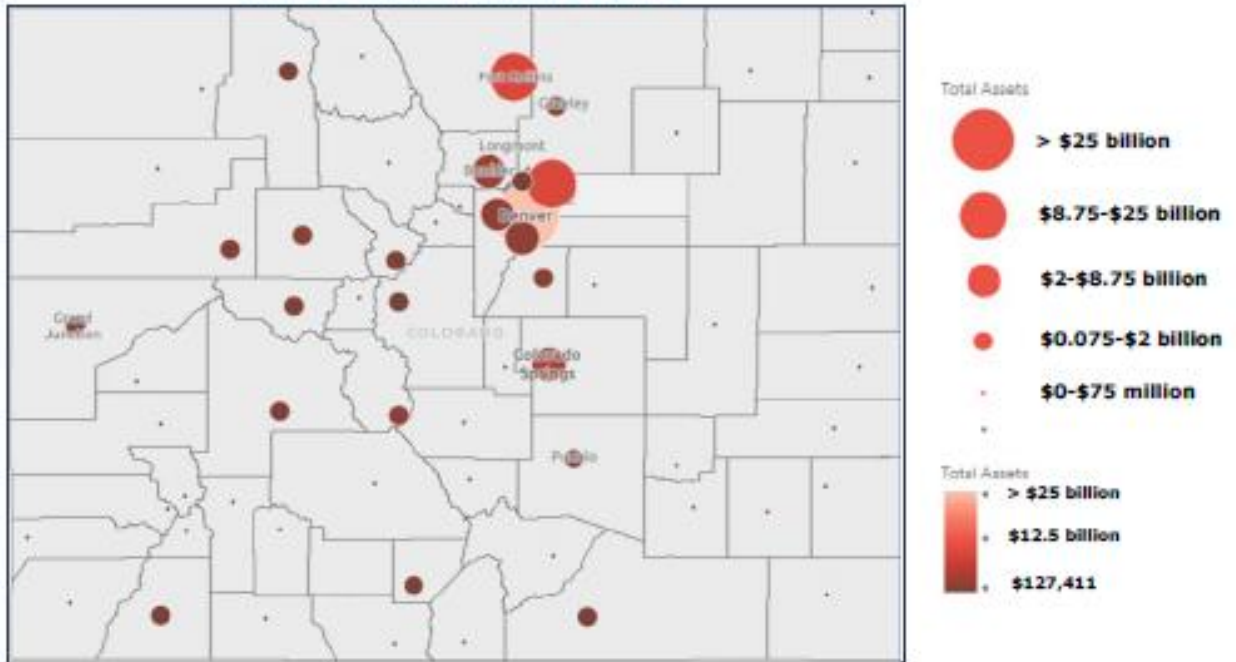 Fort Collins
Greeley
Longmont
Boulder
Denver
Grand
Junction
COLORADO
Colorado
Springs
Pueblo
Total Assets
> $25 billion
$8.75-$25 billion
$2-$8.75 billion
$0.075-$2 billion
$0-$75 million
Total Assets
> $25 billion
$12.5 billion
$127,411